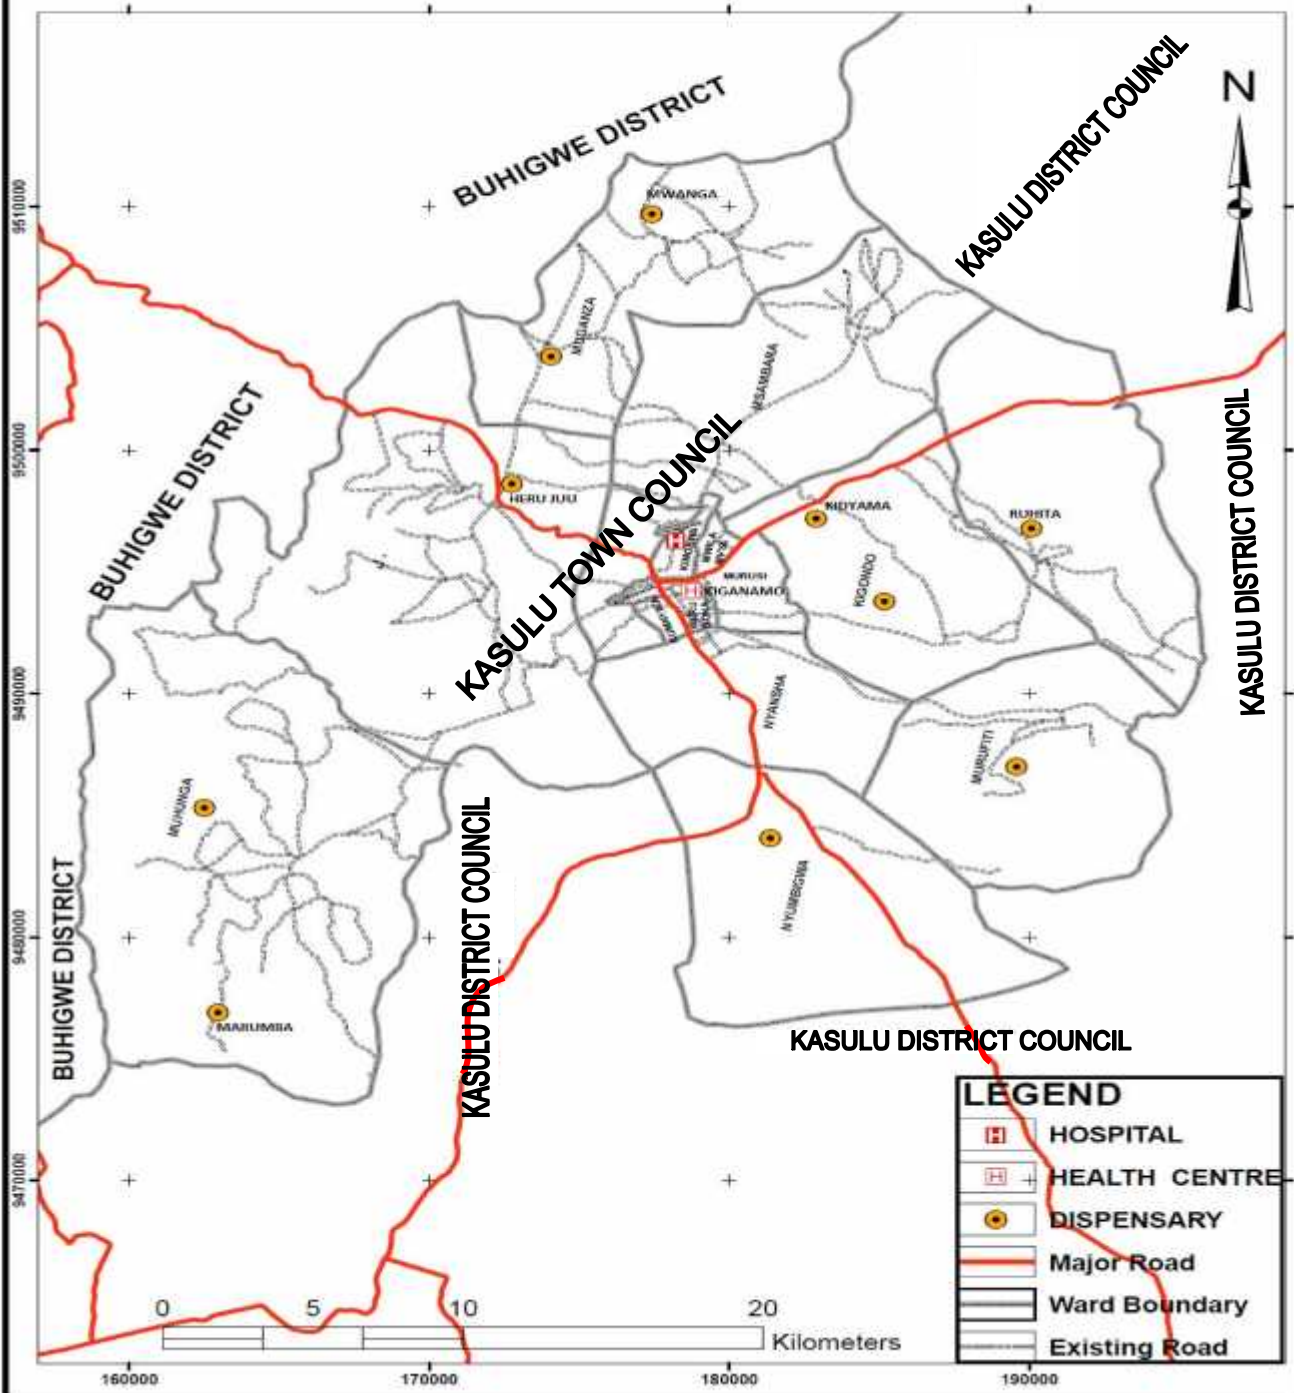 N
KASULU DISTRICT COUNCIL
BUHIGWE DISTRICT
MWANGA
9510000
MUGANZA
MSAMBARA
BUHIGWE DISTRICT
KASULU TOWN COUNCIL
KASULU DISTRICT COUNCIL
9500000
HERU JUU
KIDYAMA
RUHITA
KIGONDO
MURUSI
KIGANAMO
9490000
NYANSHA
MURUFITI
MUHUNGA
KASULU DISTRICT COUNCIL
BUHIGWE DISTRICT
NYUMBIGWA
9480000
MARUMBA
KASULU DISTRICT COUNCIL
LEGEND
HOSPITAL
HEALTH CENTRE
DISPENSARY
Major Road
Ward Boundary
Existing Road
H
H
H
H
9470000
0 5 10 20
Kilometers
160000 170000 180000 190000